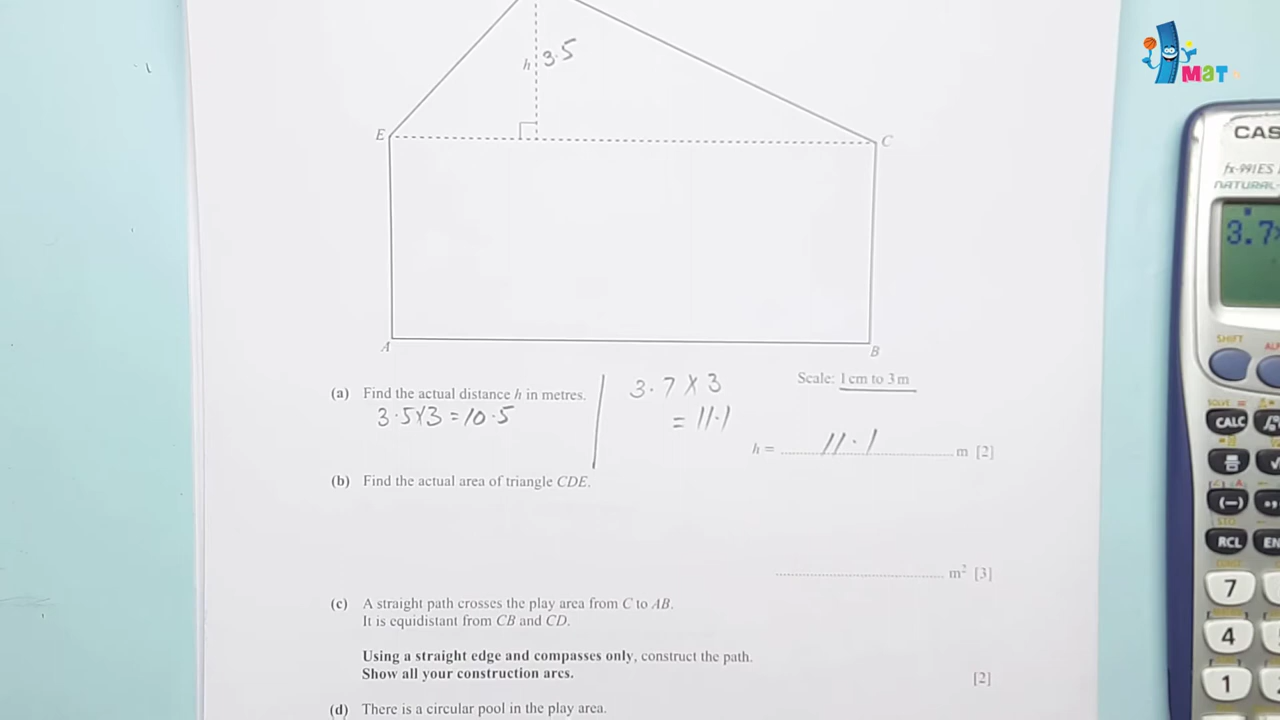 MaT
h 3.5
E
C
A
B
Scale: 1 cm to 3 m
(a) Find the actual distance h in metres.
3.5x3 = 10.5
3.7 x 3
= 11.1
h = 11.1 m [2]
(b) Find the actual area of triangle CDE.
m² [3]
(c) A straight path crosses the play area from C to AB.
It is equidistant from CB and CD.
Using a straight edge and compasses only, construct the path.
Show all your construction arcs.
[2]
(d) There is a circular pool in the play area.
CAS
fx-991ES
NATURAL-
3.7×
SHIFT
CALC
(−)
STO
RCL
EN
7
4
1